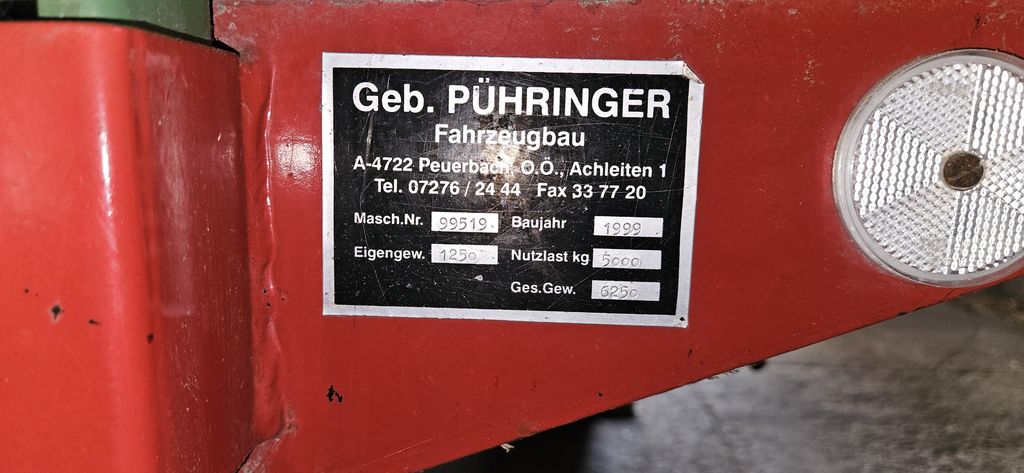 Geb. PÜHRINGER
Fahrzeugbau
A-4722 Peuerbach, O.Ö., Achleiten 1
Tel. 07276 / 24 44 Fax 33 77 20
Masch.Nr. 99519 Baujahr 1999
Eigengew. 1250 Nutzlast kg 5000
Ges.Gew. 6250